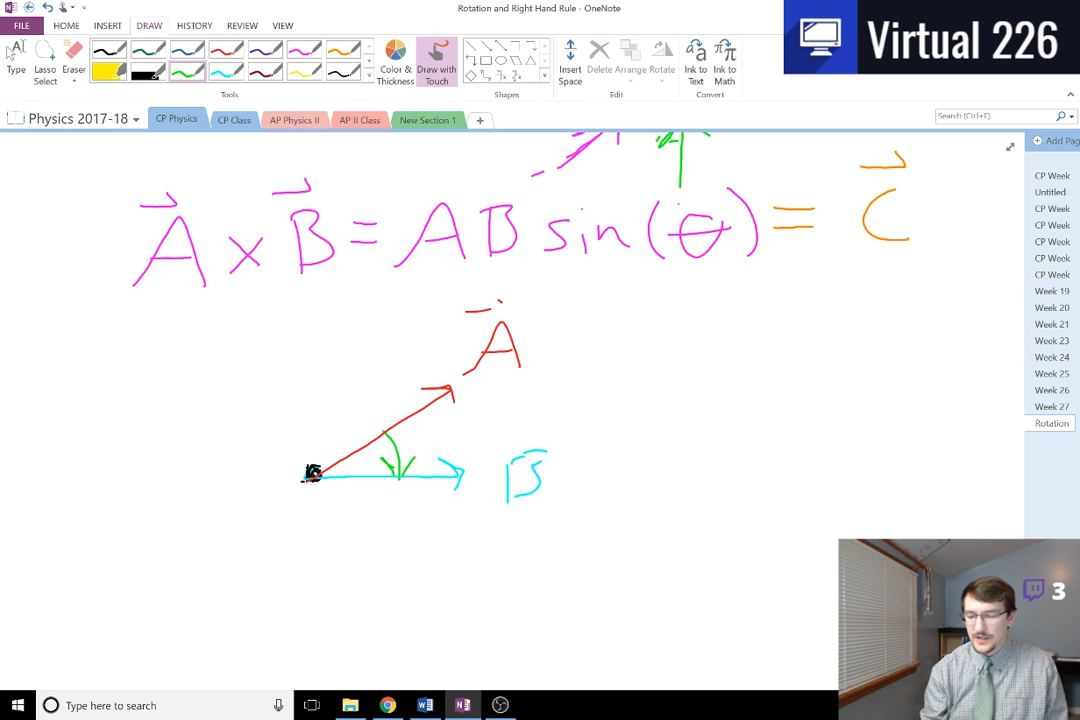 Rotation and Right Hand Rule - OneNote
FILE HOME INSERT DRAW HISTORY REVIEW VIEW
Virtual 226
Type
Lasso Select
Eraser
Color & Thickness
Draw with Touch
Insert Space
Delete
Arrange
Rotate
Ink to Text
Ink to Math
Tools
Shapes
Edit
Convert
Physics 2017-18
CP Physics
CP Class
AP Physics II
AP II Class
New Section 1
Search (Ctrl+E)
Add Pag
CP Week
Untitled
CP Week
CP Week
CP Week
CP Week
CP Week
Week 19
Week 20
Week 21
Week 23
Week 24
Week 25
Week 26
Week 27
Rotation
A⃗ × B⃗ = AB sin(θ) = C⃗
A⃗
B
3
Type here to search